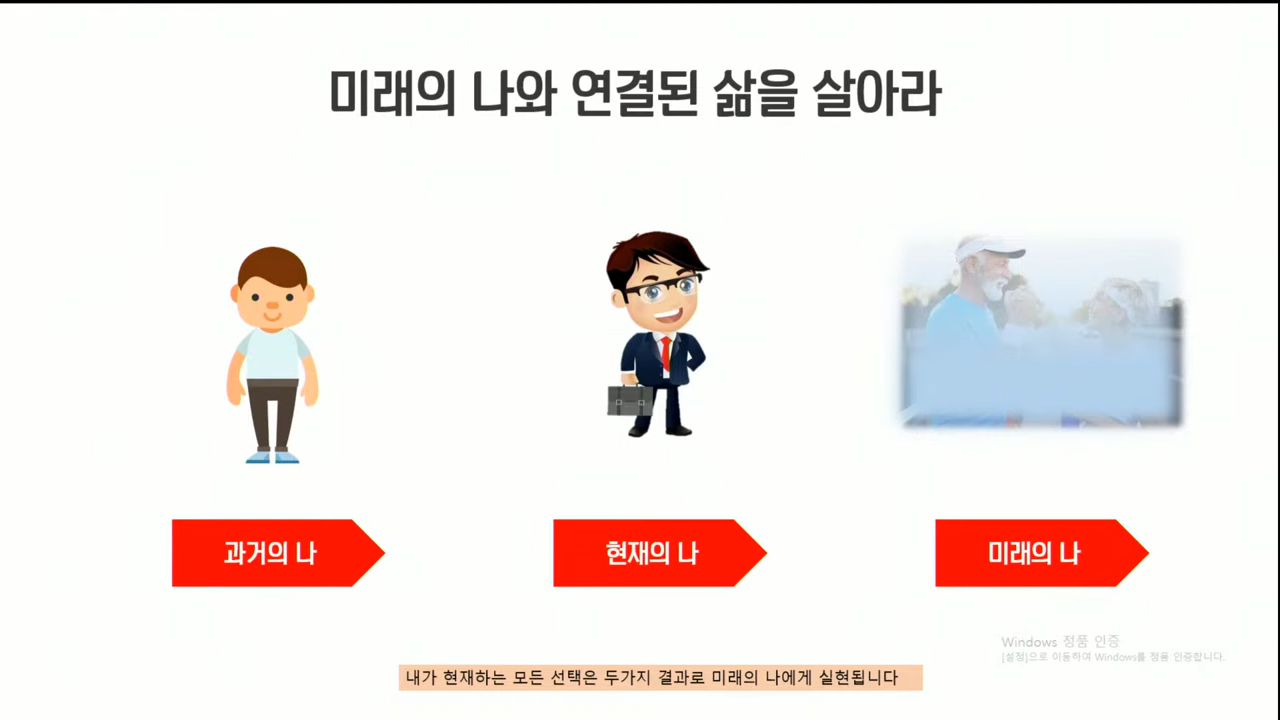 미래의 나와 연결된 삶을 살아라
과거의 나
현재의 나
미래의 나
Windows 정품 인증
[설정]으로 이동하여 Windows를 정품 인증합니다.
내가 현재하는 모든 선택은 두가지 결과로 미래의 나에게 실현됩니다